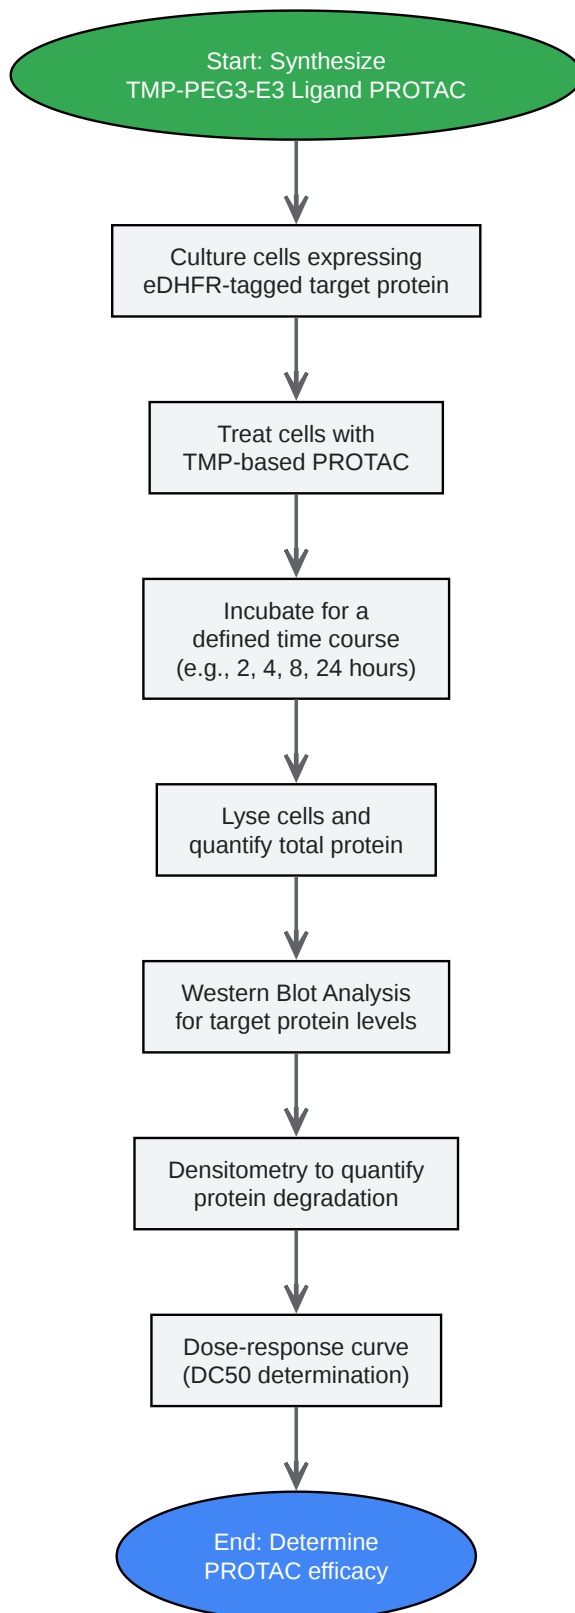 Start: Synthesize
TMP-PEG3-E3 Ligand PROTAC
Culture cells expressing
eDHFR-tagged target protein
Treat cells with
TMP-based PROTAC
Incubate for a
defined time course
(e.g., 2, 4, 8, 24 hours)
Lyse cells and
quantify total protein
Western Blot Analysis
for target protein levels
Densitometry to quantify
protein degradation
Dose-response curve
(DC50 determination)
End: Determine
PROTAC efficacy